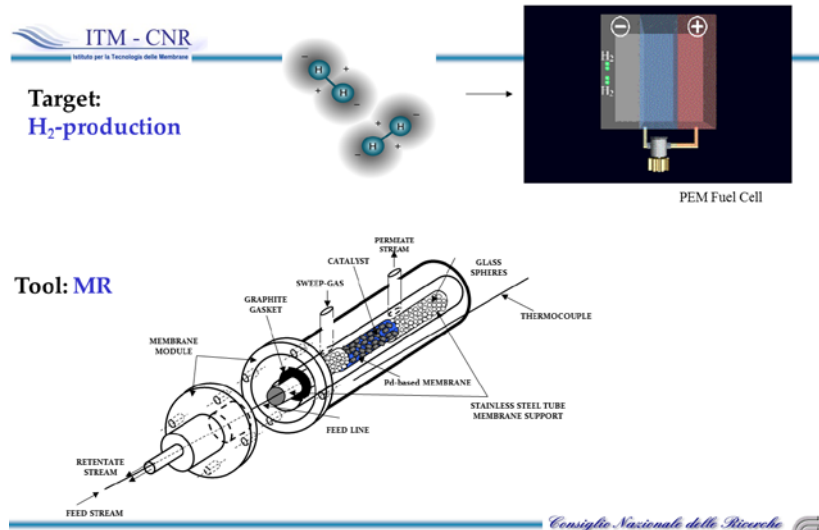 ITM - CNR
Istituto per la Tecnologia delle Membrane
Target:
H₂-production
H
H
H
H
− +
+ −
+ −
− +
− +
H₂
H₂
PEM Fuel Cell
Tool: MR
PERMEATE
STREAM
CATALYST
GLASS
SPHERES
SWEEP-GAS
GRAPHITE
GASKET
THERMOCOUPLE
MEMBRANE
MODULE
Pd-based MEMBRANE
STAINLESS STEEL TUBE
MEMBRANE SUPPORT
FEED LINE
RETENTATE
STREAM
FEED STREAM
Consiglio Nazionale delle Ricerche